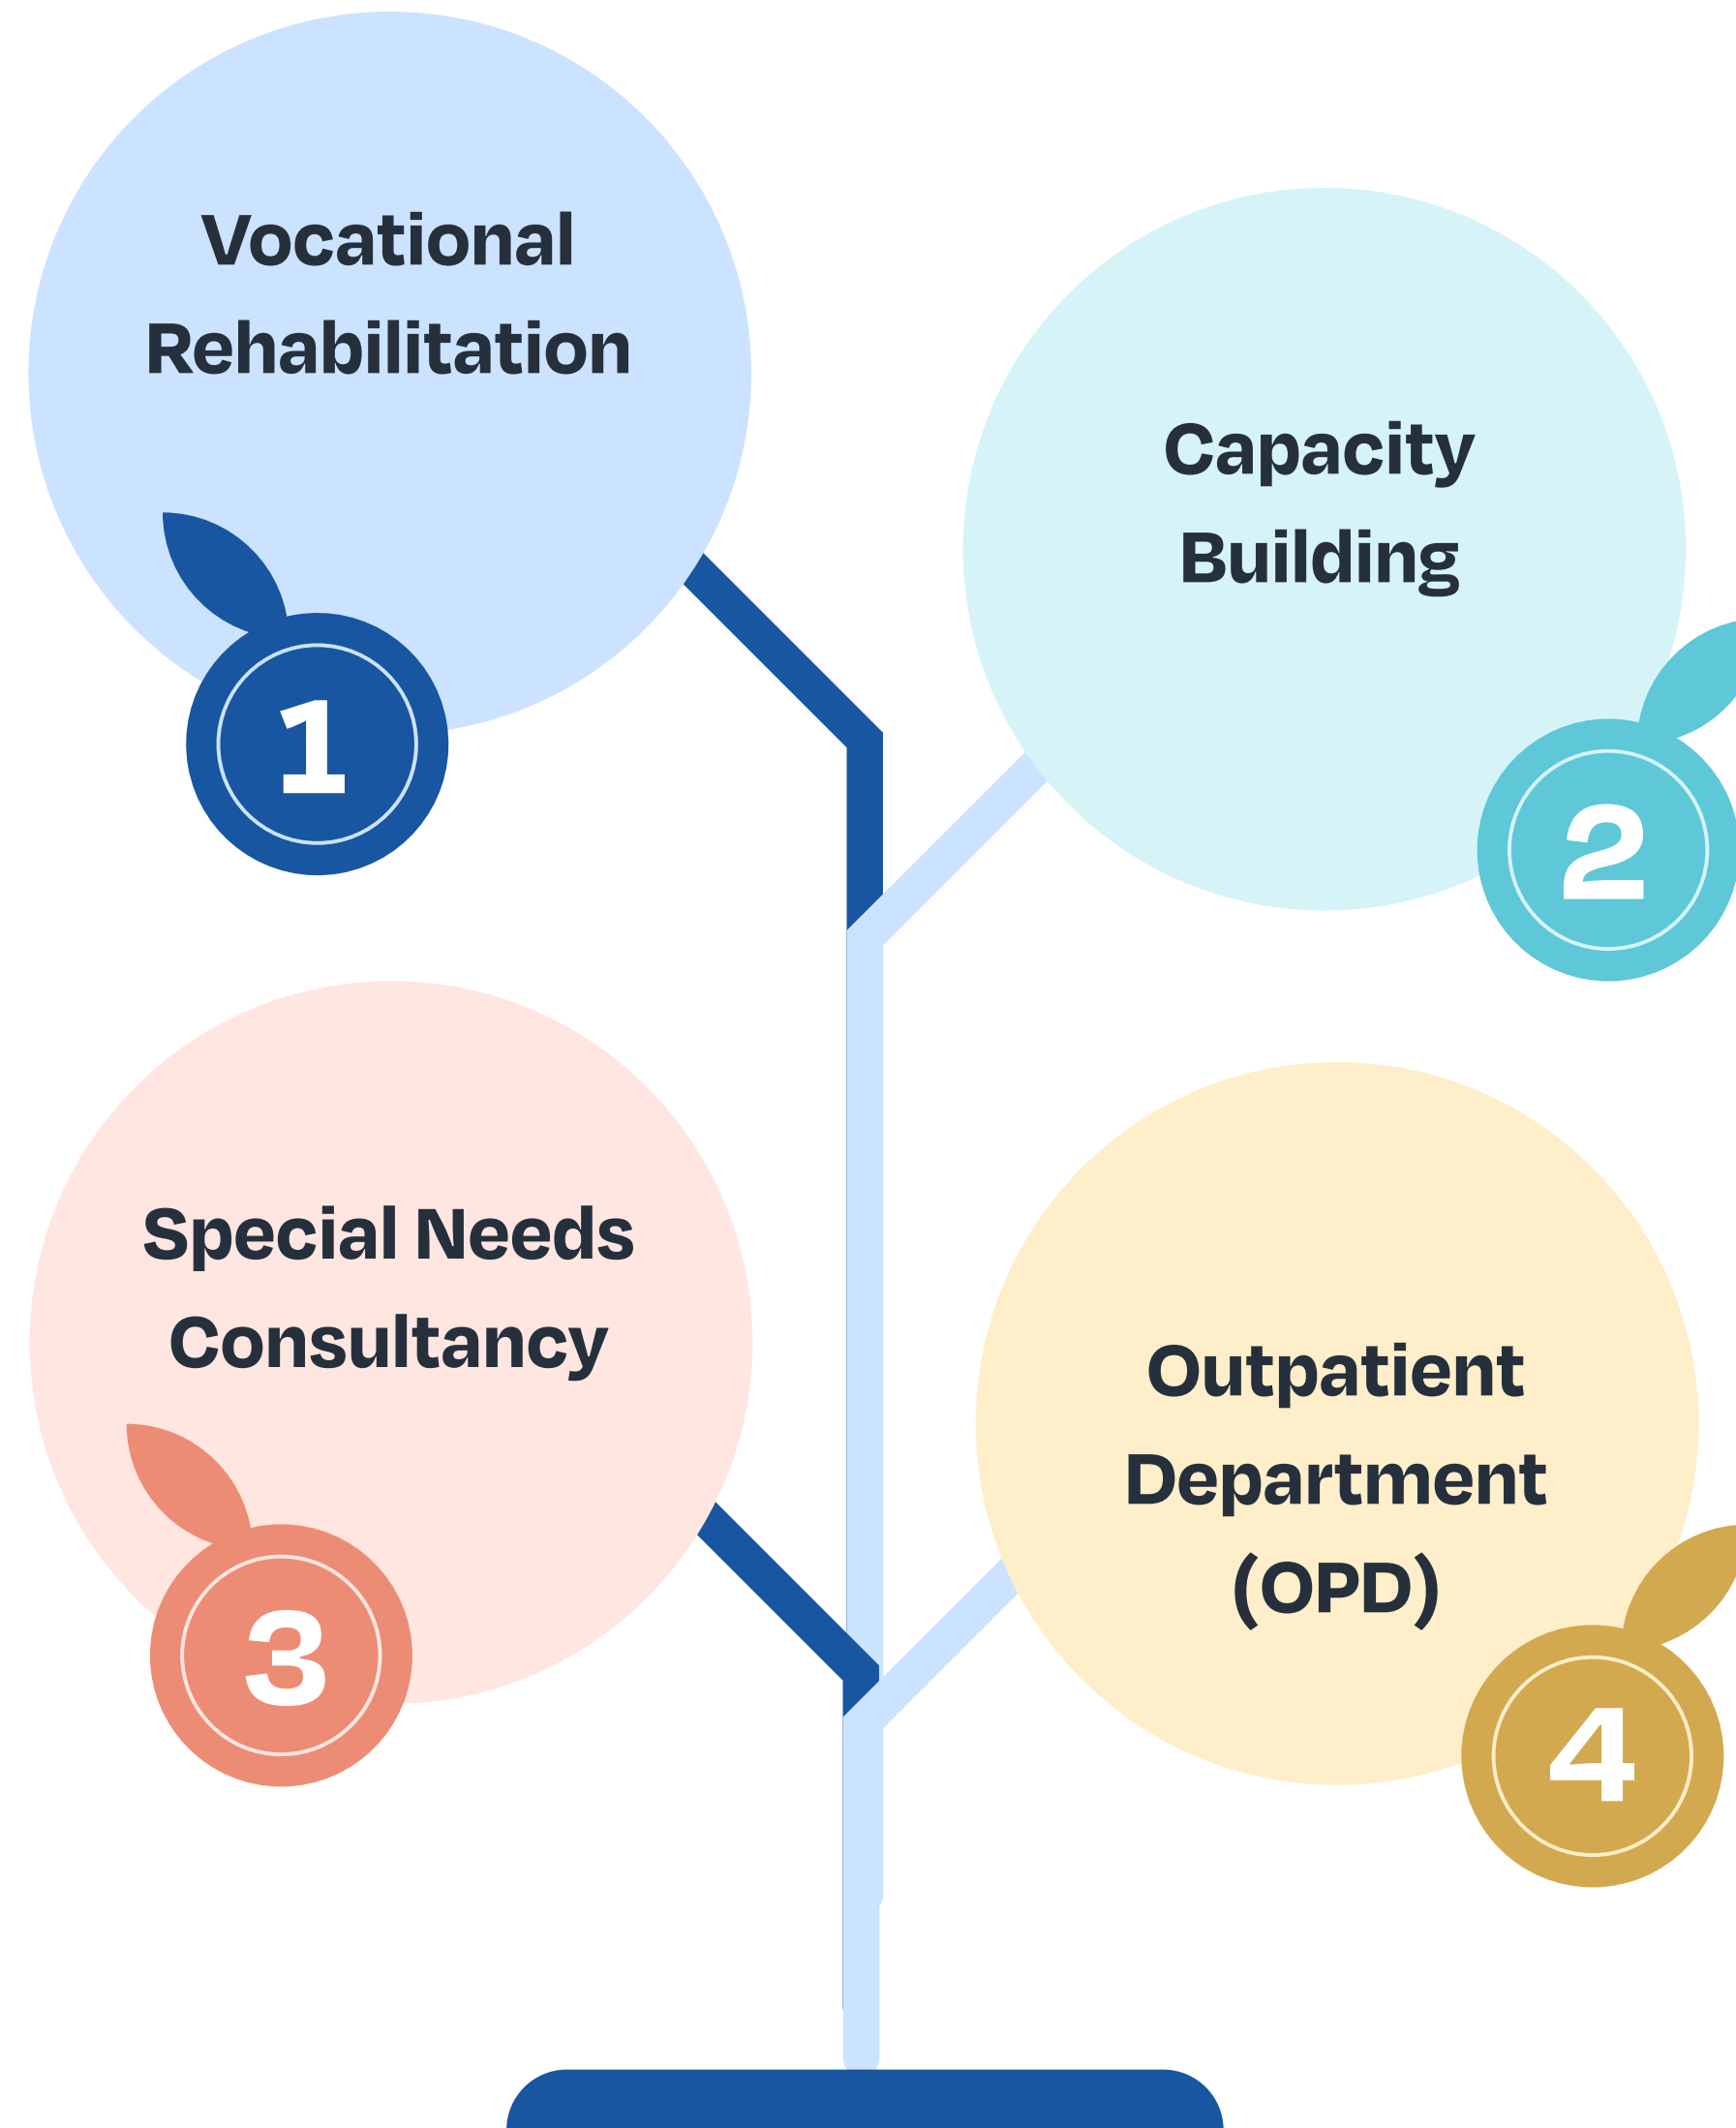 Vocational
Rehabilitation
1
Capacity
Building
2
Special Needs
Consultancy
3
Outpatient
Department
(OPD)
4